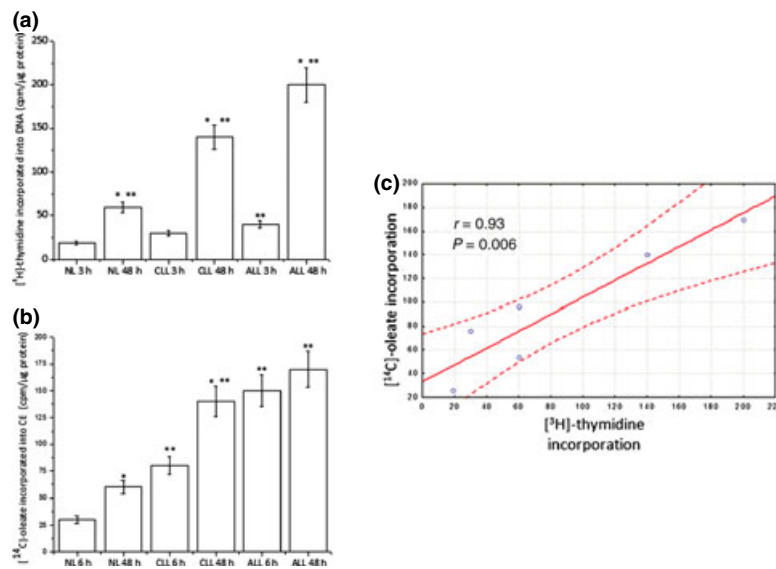 (a)
[³H]-thymidine incorporated into DNA (cpm/µg protein)
250
200
150
100
50
0
* **
* **
**
* **
NL 3 h NL 48 h CLL 3 h CLL 48 h ALL 3 h ALL 48 h
(b)
[¹⁴C]-oleate incorporated into CE (cpm/µg protein)
200
175
150
125
100
75
50
25
0
*
**
* **
**
**
NL 6 h NL 48 h CLL 6 h CLL 48 h ALL 6 h ALL 48 h
(c)
[¹⁴C]-oleate incorporation
200
180
160
140
120
100
80
60
40
20
r = 0.93
P = 0.006
0 20 40 60 80 100 120 140 160 180 200
[³H]-thymidine
incorporation